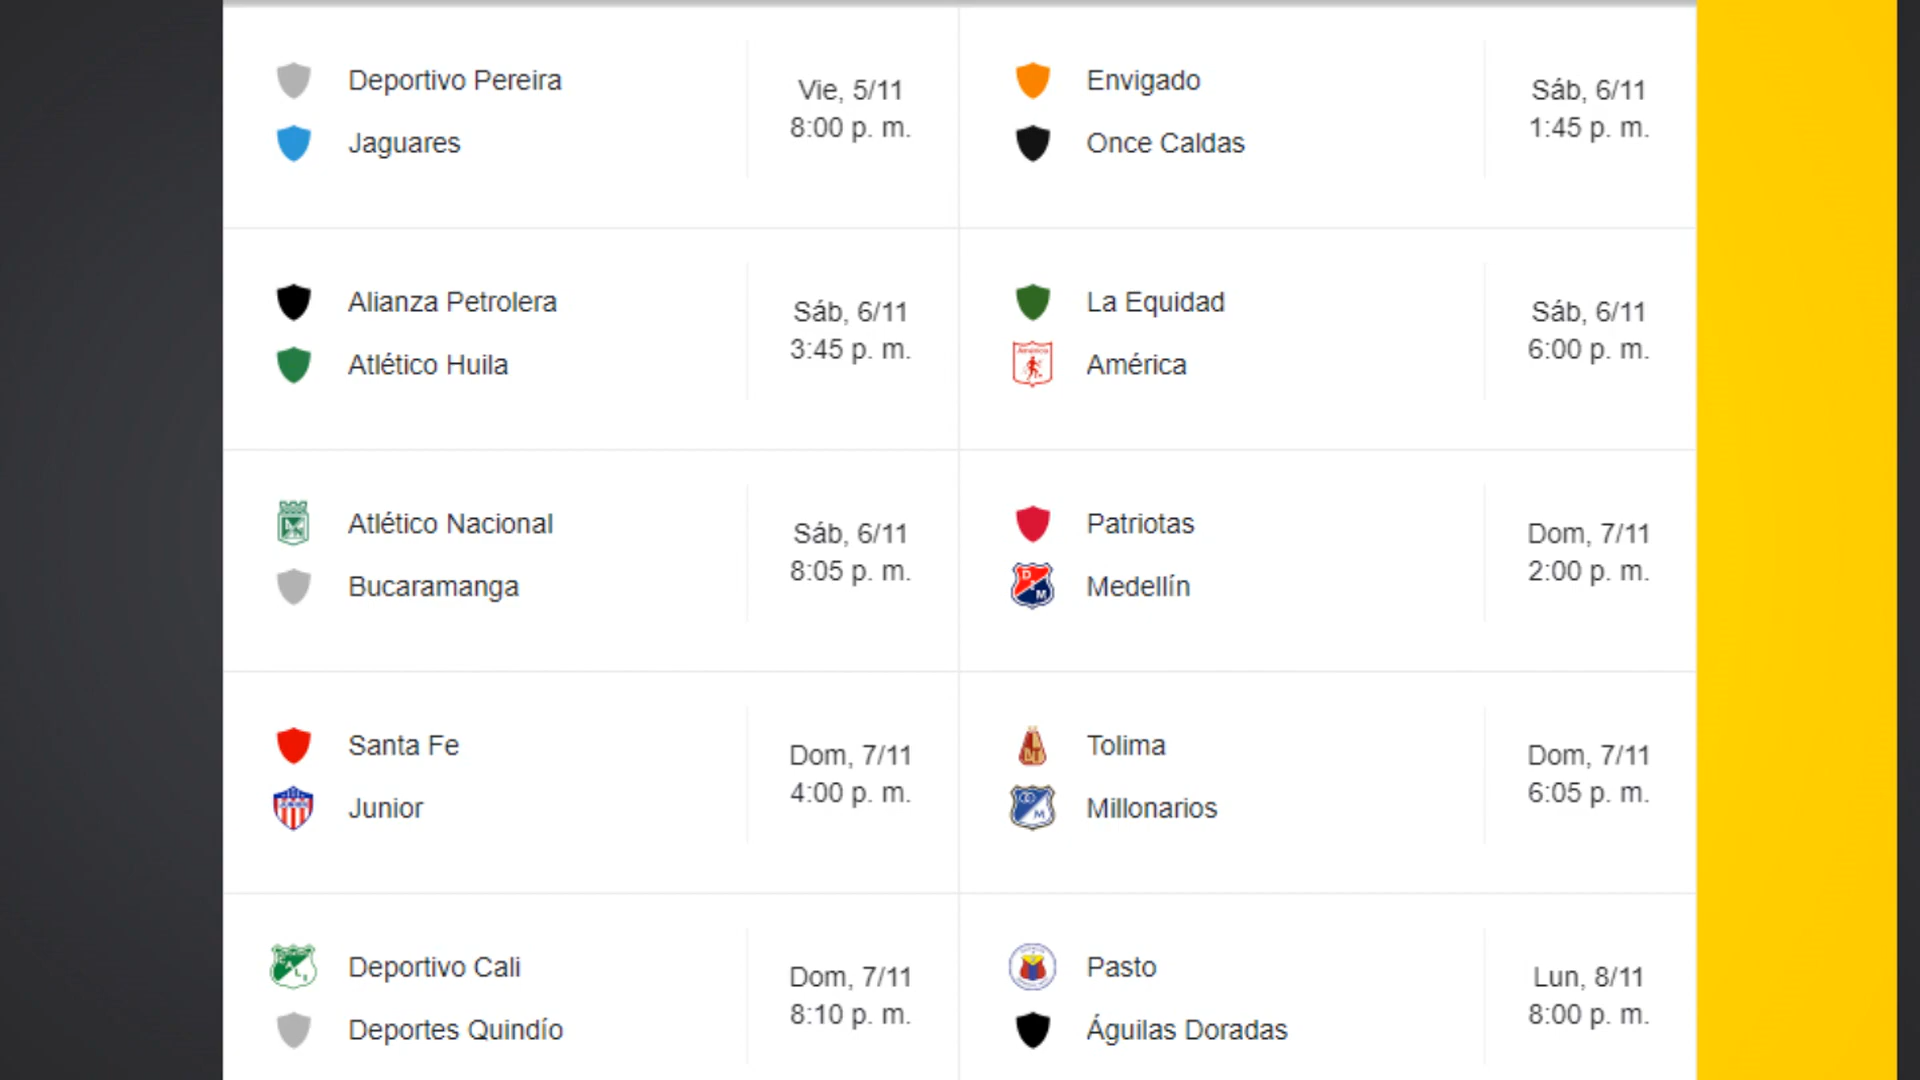 Deportivo Pereira
Jaguares
Vie, 5/11
8:00 p. m.
Envigado
Once Caldas
Sáb, 6/11
1:45 p. m.
Alianza Petrolera
Atlético Huila
Sáb, 6/11
3:45 p. m.
La Equidad
América
Sáb, 6/11
6:00 p. m.
Atlético Nacional
Bucaramanga
Sáb, 6/11
8:05 p. m.
Patriotas
Medellín
Dom, 7/11
2:00 p. m.
Santa Fe
Junior
Dom, 7/11
4:00 p. m.
Tolima
Millonarios
Dom, 7/11
6:05 p. m.
Deportivo Cali
Deportes Quindío
Dom, 7/11
8:10 p. m.
Pasto
Águilas Doradas
Lun, 8/11
8:00 p. m.